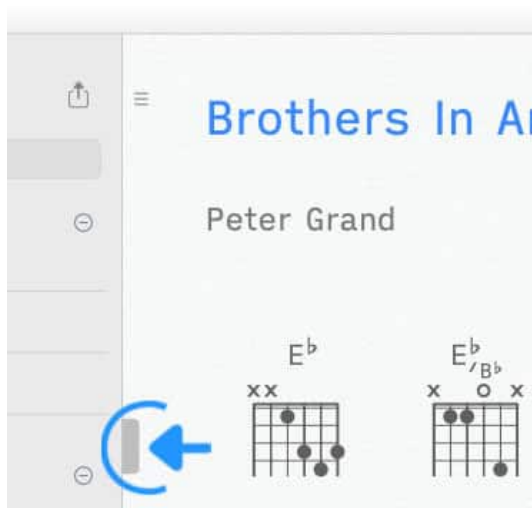 Brothers In Ar
Peter Grand
E♭
E♭/B♭
x x
x o x